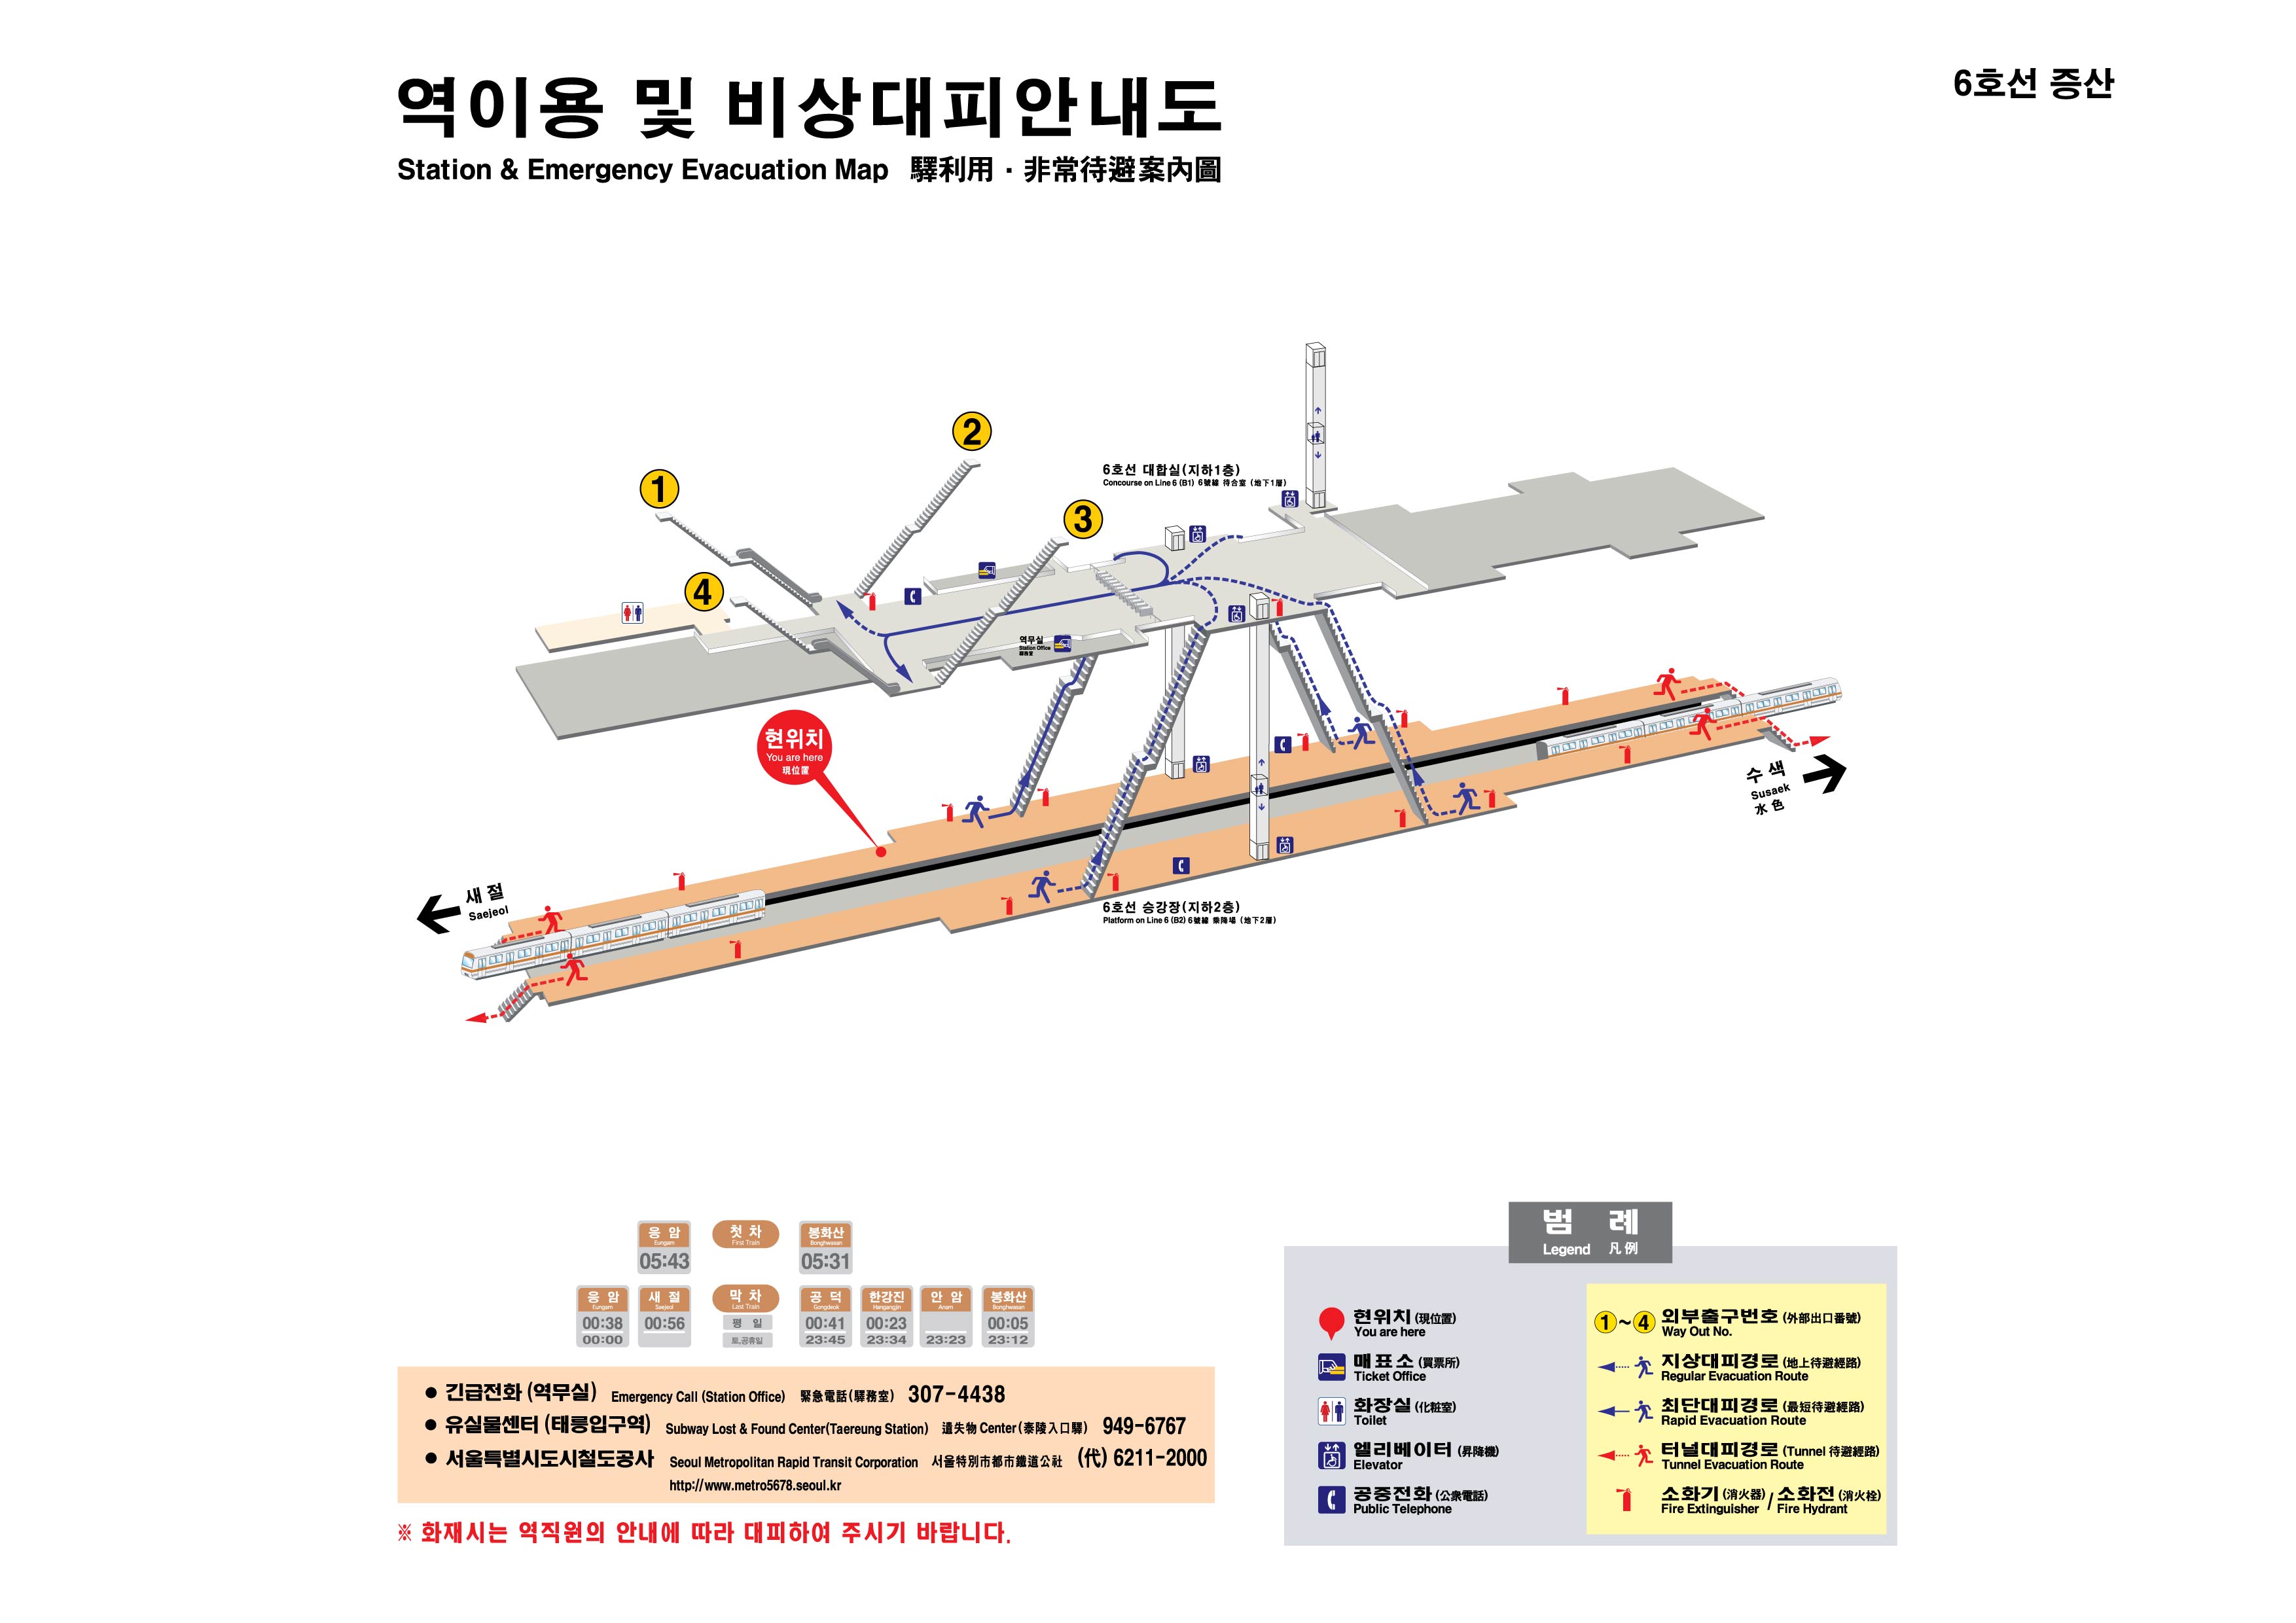 역이용 및 비상대피안내도
Station & Emergency Evacuation Map 驛利用 · 非常待避案內圖
6호선 증산
1
2
3
4
6호선 대합실(지하1층)
Concourse on Line 6 (B1) 6號線 待合室 (地下1層)
역무실
Station Office
驛務室
현위치
You are here
現位置
수색
Susaek
水色
새절
Saejeol
6호선 승강장(지하2층)
Platform on Line 6 (B2) 6號線 乘降場 (地下2層)
응암
Eungam
05:43
첫차
First Train
봉화산
Bonghwasan
05:31
응암
Eungam
00:38
00:00
새절
Saejeol
00:56
막차
Last Train
평일
토,공휴일
공덕
Gongdeok
00:41
23:45
한강진
Hangangjin
00:23
23:34
안암
Anam
23:23
봉화산
Bonghwasan
00:05
23:12
● 긴급전화 (역무실) Emergency Call (Station Office) 緊急電話(驛務室) 307-4438
● 유실물센터 (태릉입구역) Subway Lost & Found Center(Taereung Station) 遺失物 Center(泰陵入口驛) 949-6767
● 서울특별시도시철도공사 Seoul Metropolitan Rapid Transit Corporation 서울特別市都市鐵道公社 (代) 6211-2000
http://www.metro5678.seoul.kr
※ 화재시는 역직원의 안내에 따라 대피하여 주시기 바랍니다.
범례
Legend 凡例
현위치 (現位置)
You are here
매표소 (買票所)
Ticket Office
화장실 (化粧室)
Toilet
엘리베이터 (昇降機)
Elevator
공중전화 (公衆電話)
Public Telephone
1~4 외부출구번호 (外部出口番號)
Way Out No.
지상대피경로 (地上待避經路)
Regular Evacuation Route
최단대피경로 (最短待避經路)
Rapid Evacuation Route
터널대피경로 (Tunnel 待避經路)
Tunnel Evacuation Route
소화기 (消火器) / 소화전 (消火栓)
Fire Extinguisher / Fire Hydrant